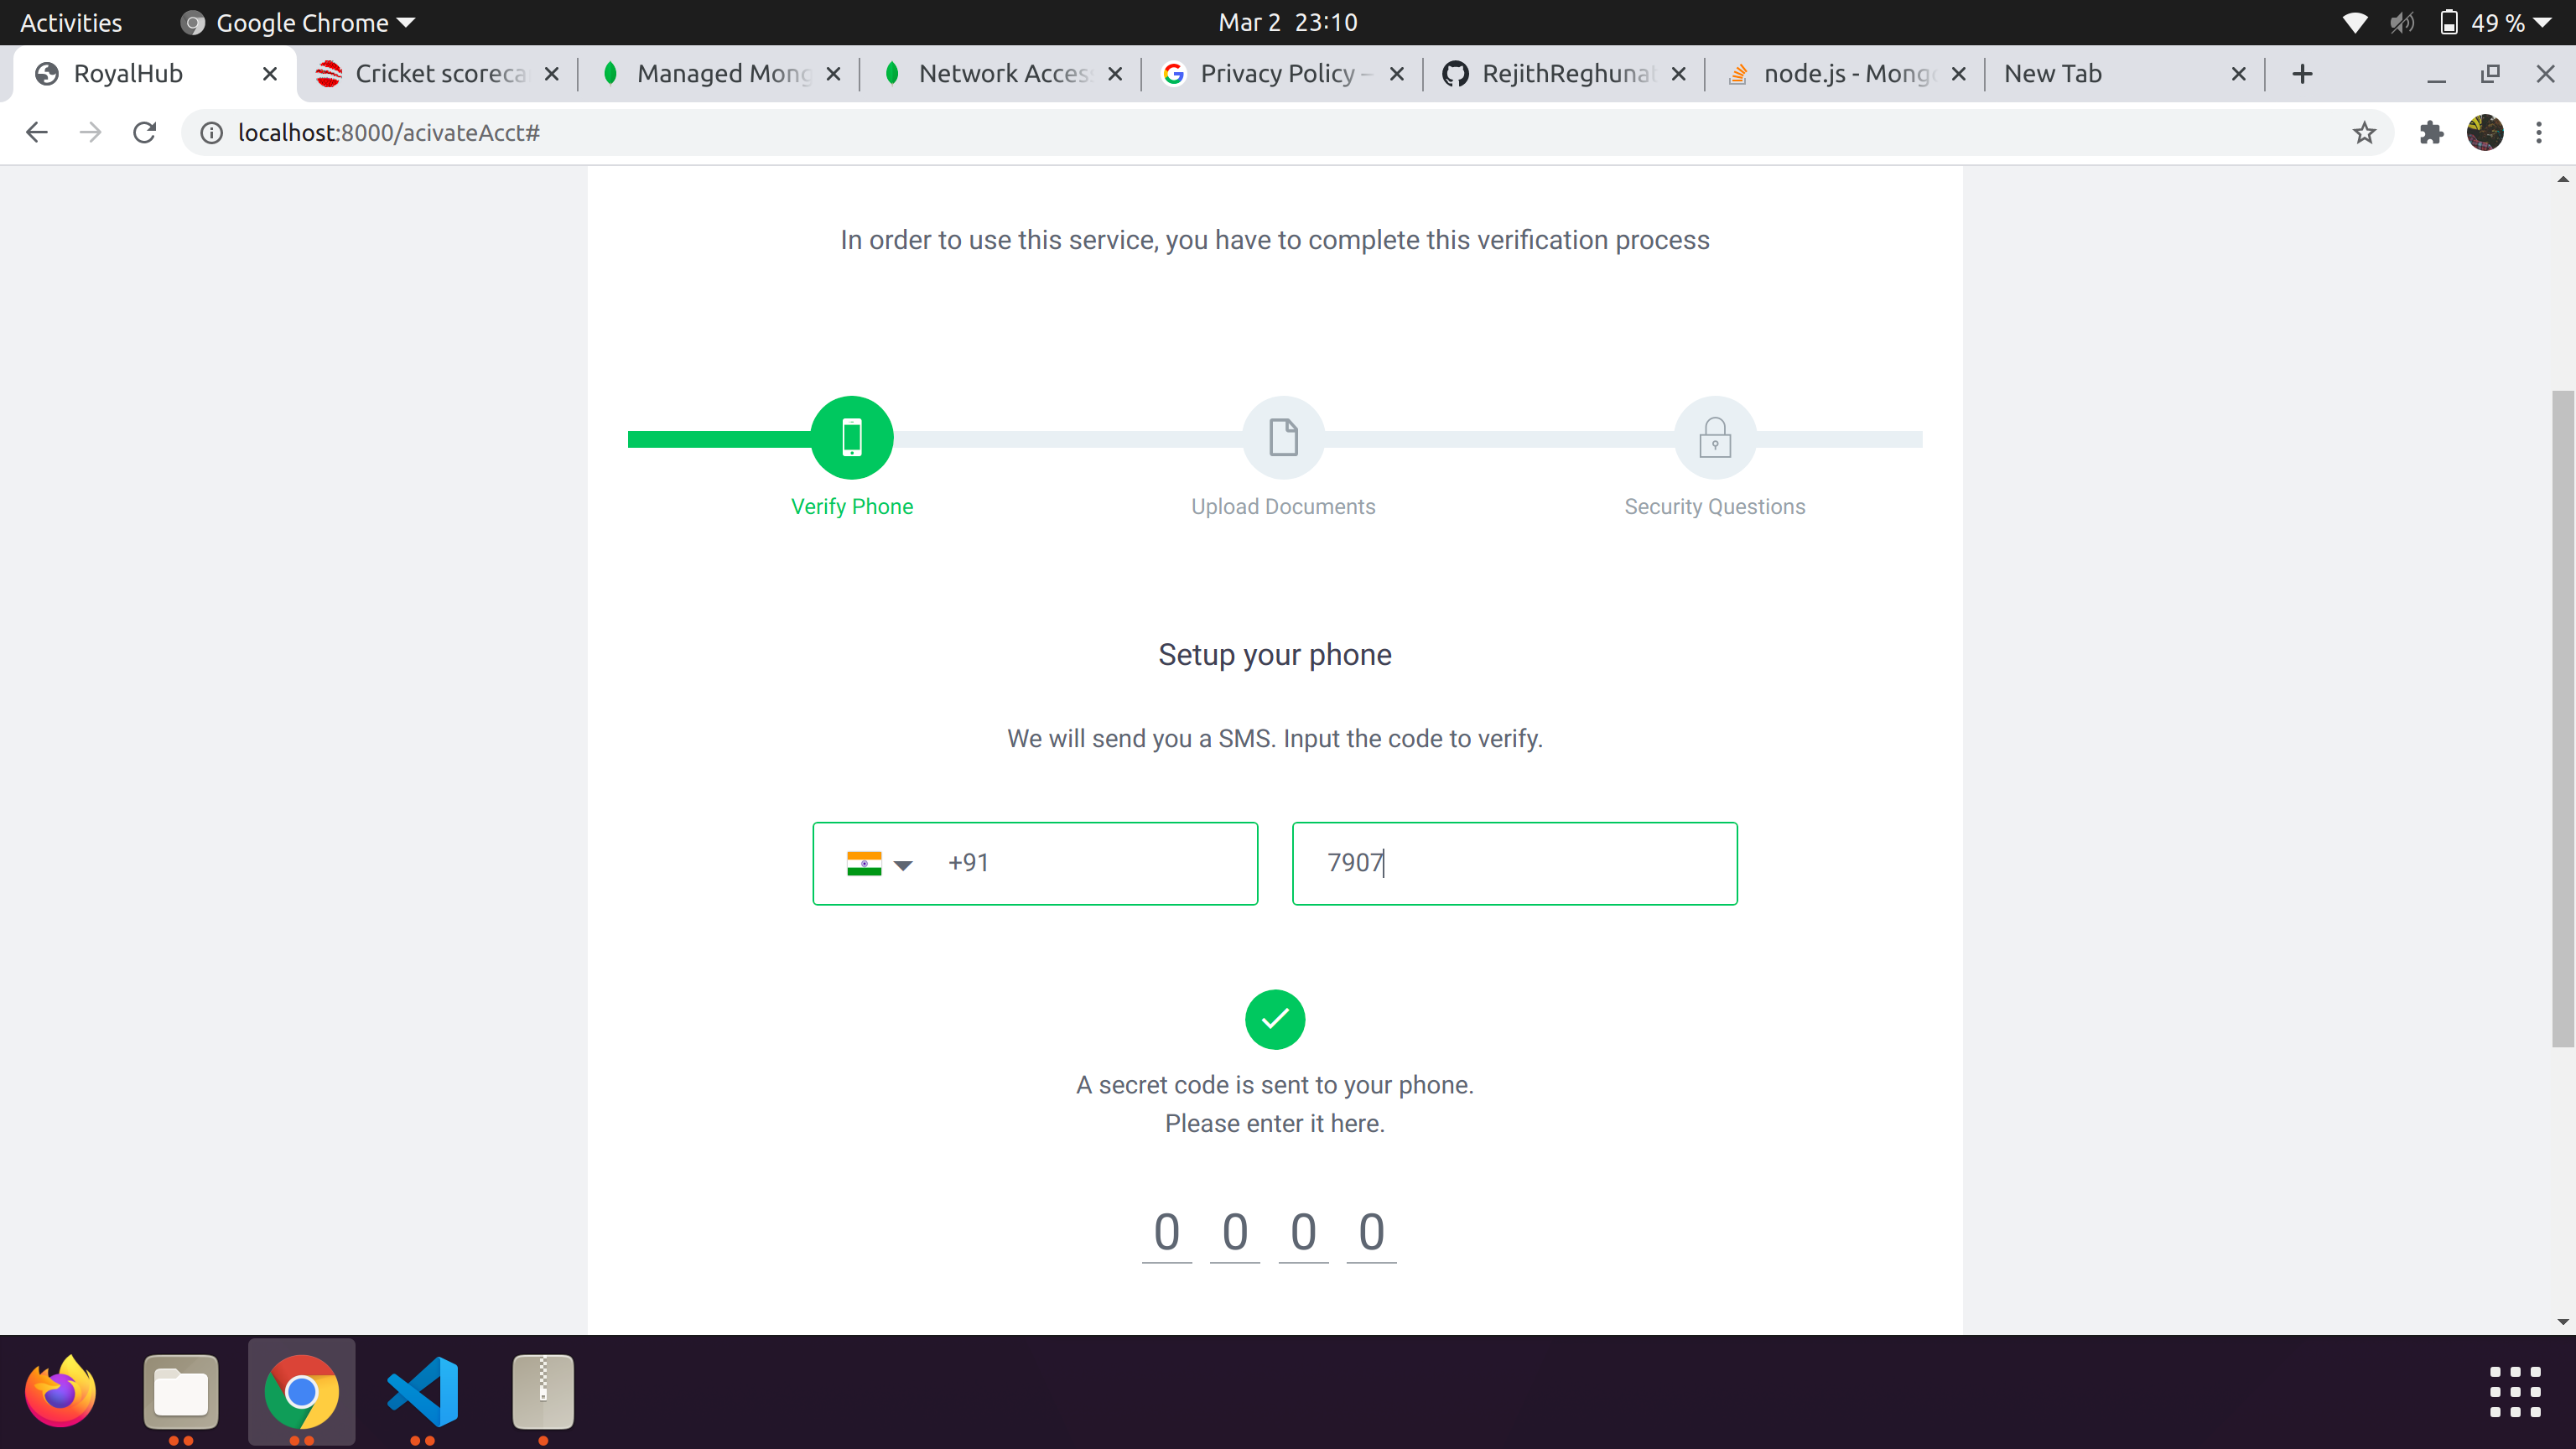 Activities
Google Chrome
Mar 2 23:10
49 %
RoyalHub
Cricket scoreca
Managed Mong
Network Acces
Privacy Policy –
RejithReghuna
node.js - Mong
New Tab
localhost:8000/acivateAcct#
In order to use this service, you have to complete this verification process
Verify Phone
Upload Documents
Security Questions
Setup your phone
We will send you a SMS. Input the code to verify.
+91
7907
A secret code is sent to your phone.
Please enter it here.
0 0 0 0